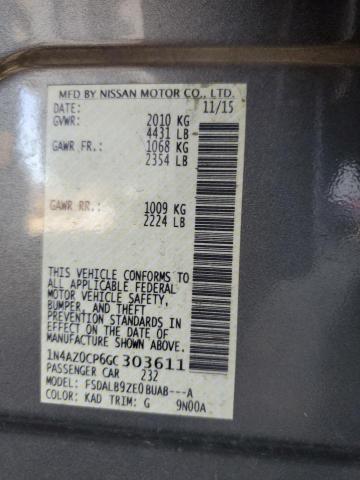 MFD BY NISSAN MOTOR CO., LTD.
DATE: 11/15
GVWR: 2010 KG
4431 LB
GAWR FR.: 1068 KG
2354 LB
GAWR RR.: 1009 KG
2224 LB
THIS VEHICLE CONFORMS TO
ALL APPLICABLE FEDERAL
MOTOR VEHICLE SAFETY,
BUMPER, AND THEFT
PREVENTION STANDARDS
IN EFFECT ON THE DATE OF
MANUFACTURE SHOWN ABOVE.
1N4AZ0CP6GC 303611
PASSENGER CAR 232
MODEL: FSDALB9ZE0BUAB---A
COLOR: KAD TRIM: G 9N00A